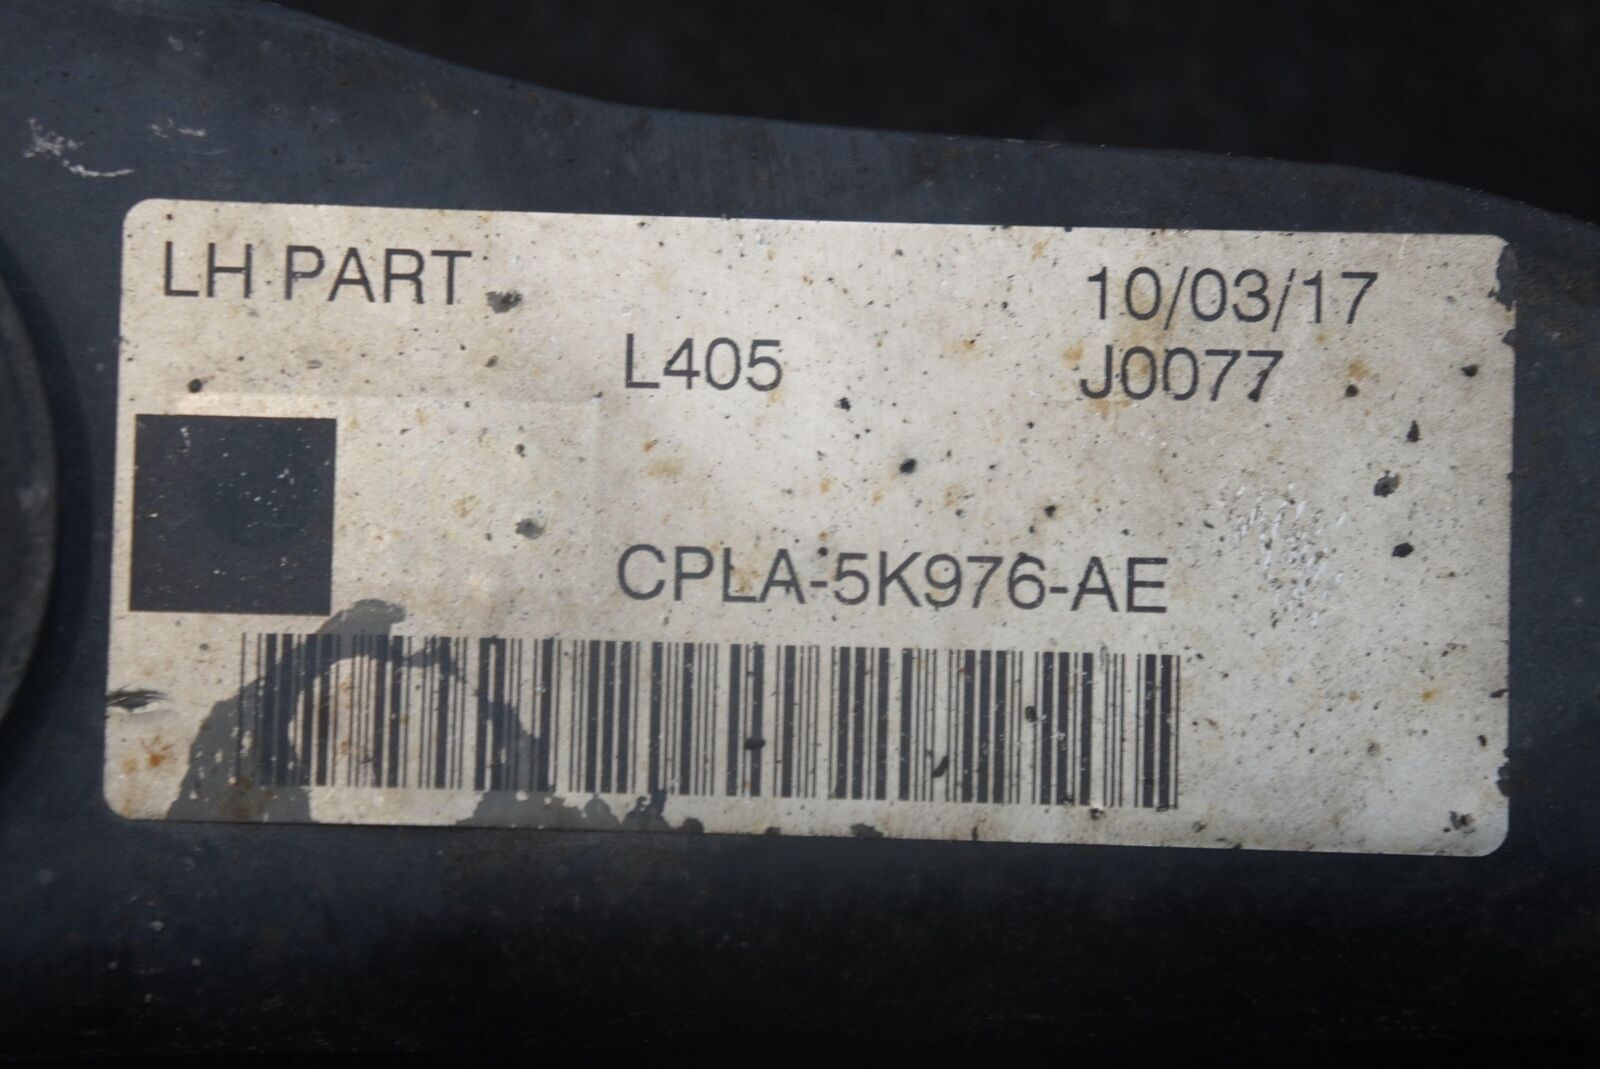 LH PART
10/03/17
L405
J0077
CPLA-5K976-AE